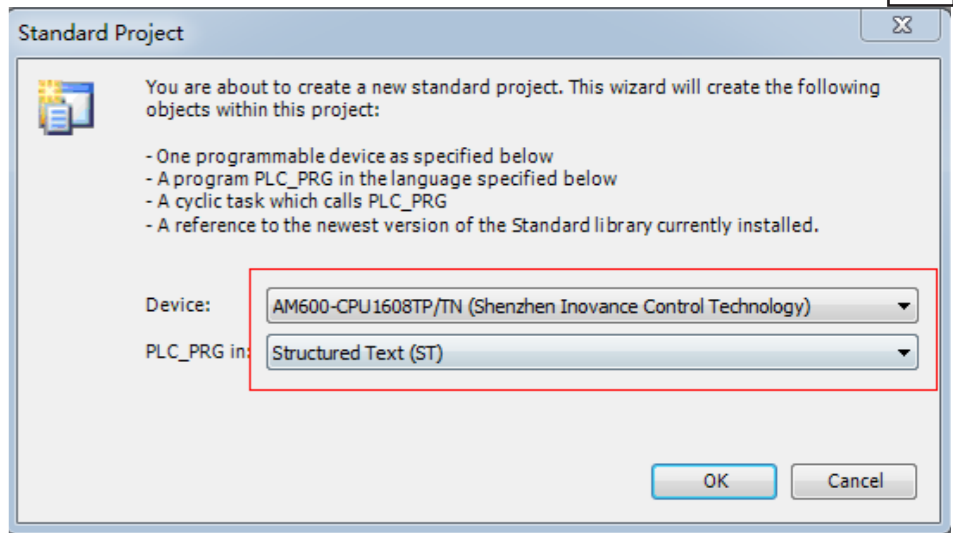 Standard Project
You are about to create a new standard project. This wizard will create the following
objects within this project:
- One programmable device as specified below
- A program PLC_PRG in the language specified below
- A cyclic task which calls PLC_PRG
- A reference to the newest version of the Standard library currently installed.
Device: AM600-CPU1608TP/TN (Shenzhen Inovance Control Technology)
PLC_PRG in: Structured Text (ST)
OK Cancel